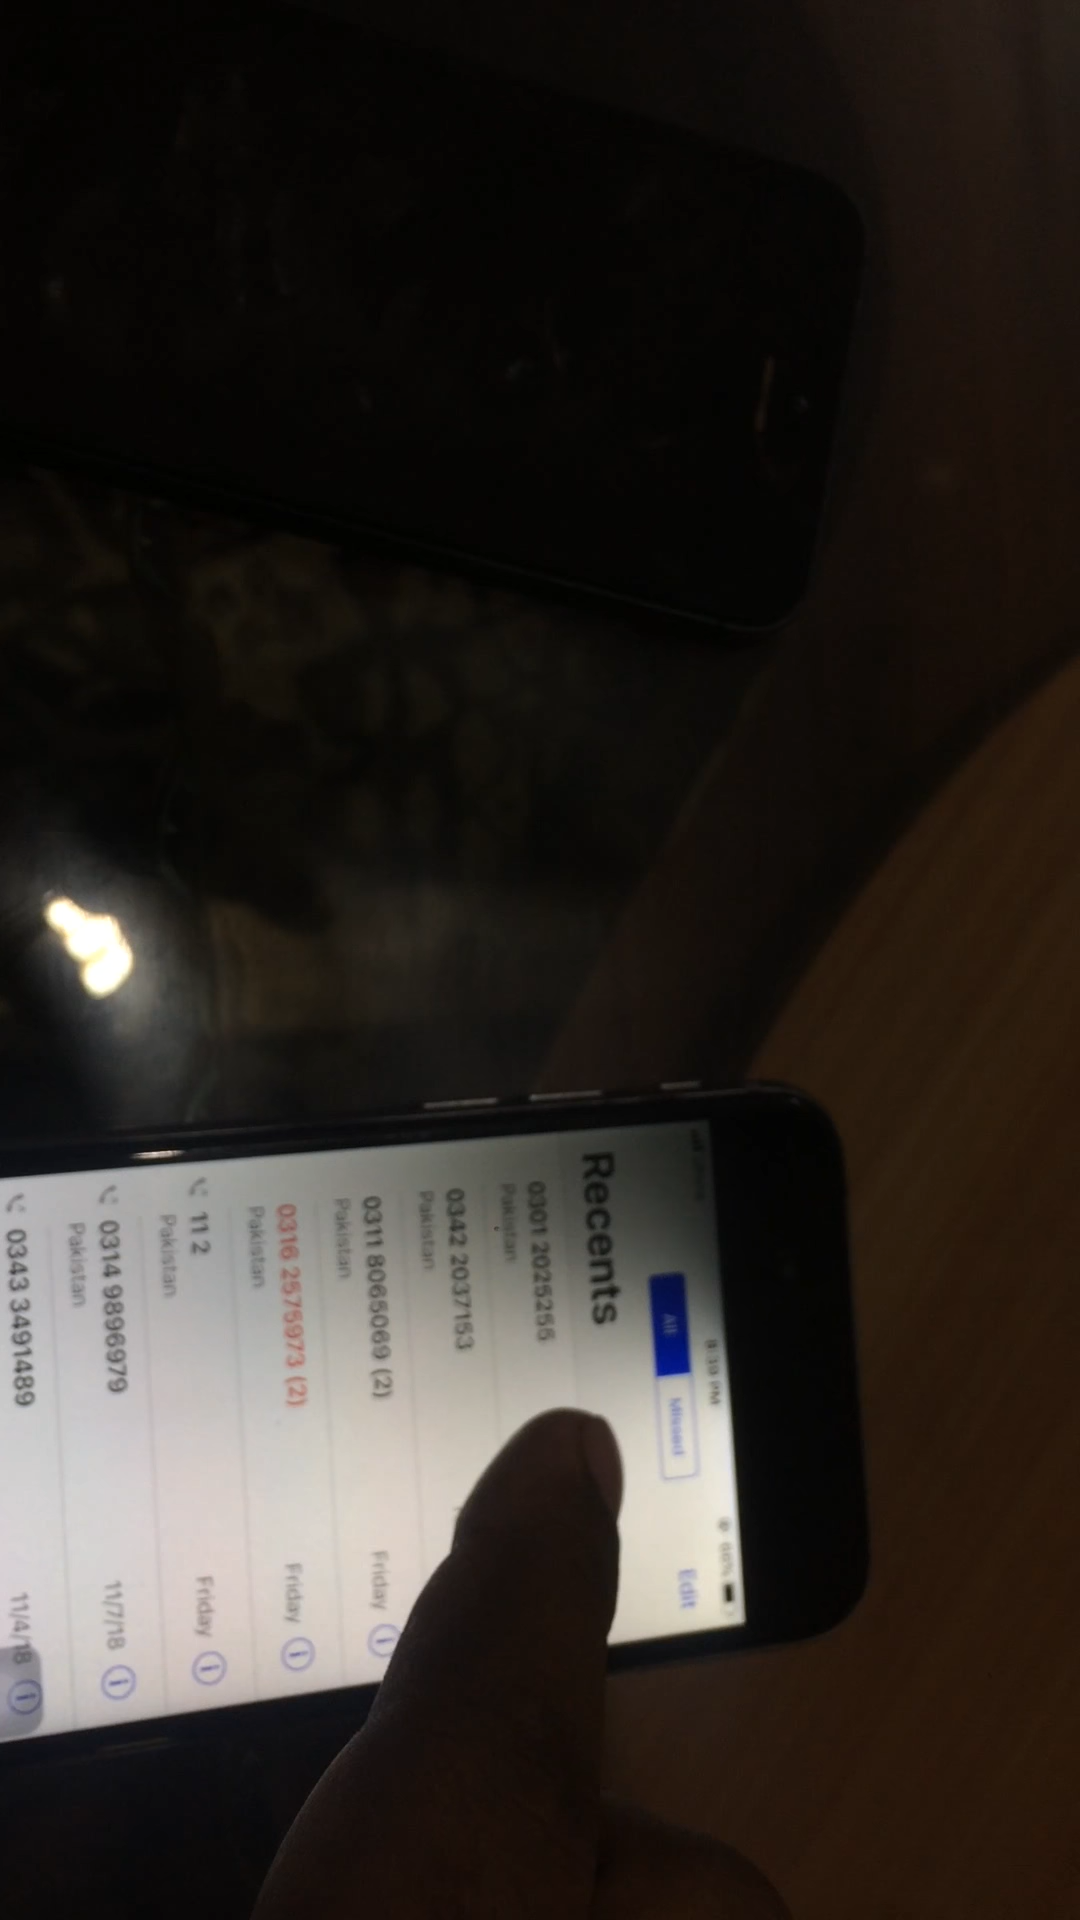 8:39 PM
All Missed Edit
Recents
0301 2025255
Pakistan
0342 2037153
Pakistan
0311 8065069 (2) Friday
Pakistan
0316 2575973 (2) Friday
Pakistan
11 2 Friday
Pakistan
0314 9896979 11/7/18
Pakistan
0343 3491489 11/4/18